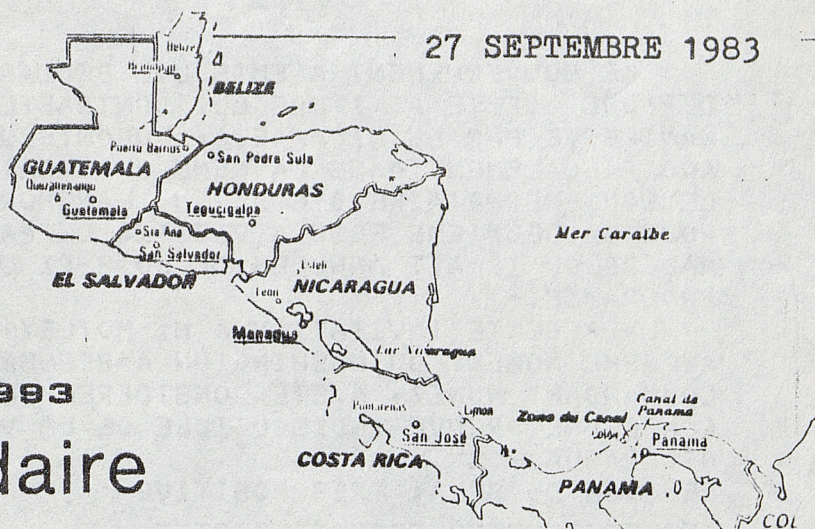 27 SEPTEMBRE 1983
Belize
BELIZE
Puerto Barrios
San Pedro Sula
GUATEMALA
HONDURAS
Quezaltenango
Guatemala
Tegucigalpa
Sta Ana
San Salvador
Mer Caraïbe
EL SALVADOR
Esteli
NICARAGUA
León
Managua
Lac Nicaragua
993
Canal de
Panama
Puntarenas
Limon
Zone du Canal
Colon
San José
Panama
daire
COSTA RICA
PANAMA
COL